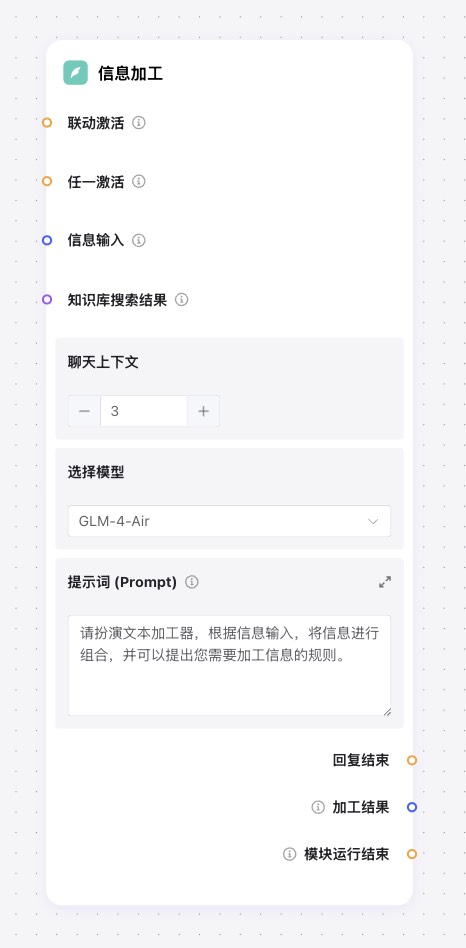 信息加工
联动激活
任一激活
信息输入
知识库搜索结果
聊天上下文
3
选择模型
GLM-4-Air
提示词 (Prompt)
请扮演文本加工器，根据信息输入，将信息进行
组合，并可以提出您需要加工信息的规则。
回复结束
加工结果
模块运行结束